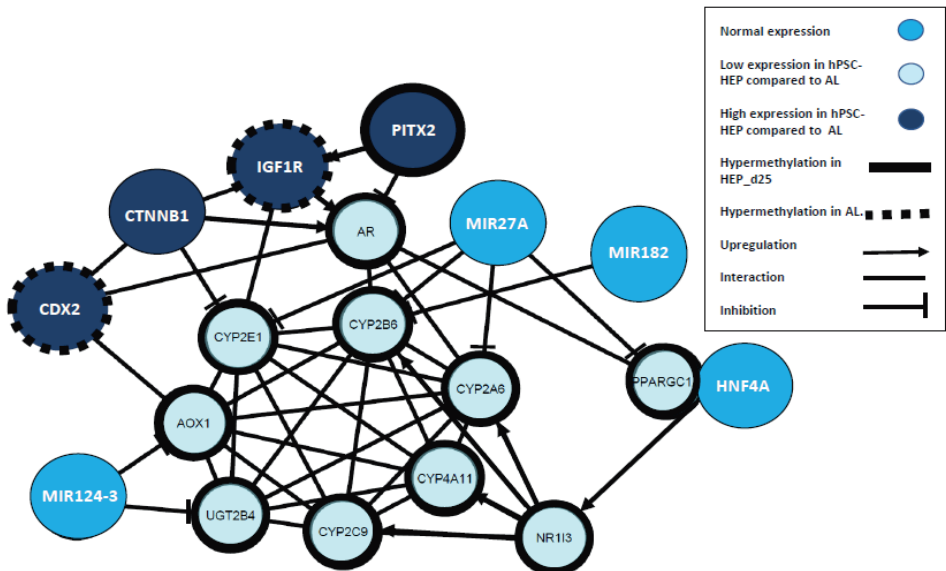 Normal expression
Low expression in hPSC-
HEP compared to AL
High expression in hPSC-
HEP compared to AL
Hypermethylation in
HEP_d25
Hypermethylation in AL.
Upregulation
Interaction
Inhibition
PITX2
IGF1R
CTNNB1
AR
MIR27A
MIR182
CDX2
CYP2E1
CYP2B6
CYP2A6
PPARGC1
HNF4A
AOX1
CYP4A11
MIR124-3
UGT2B4
CYP2C9
NR1I3